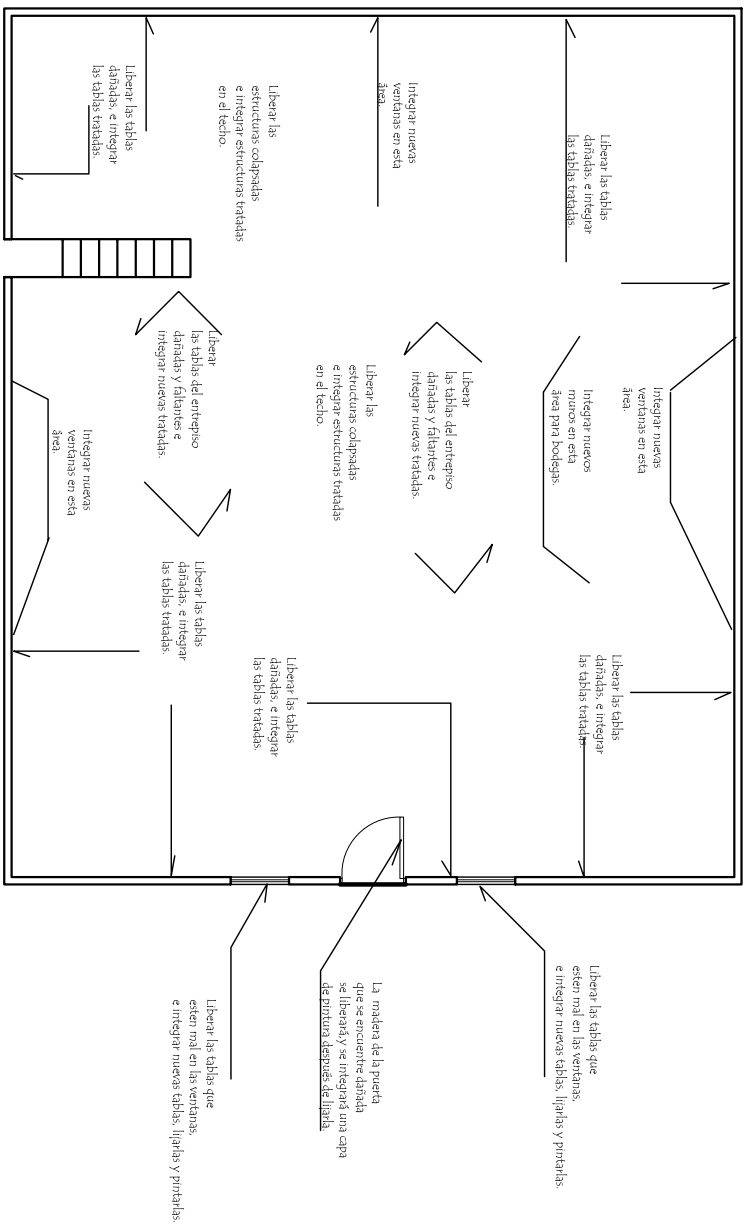 Integrar nuevas
ventanas en esta
área.
Liberar las tablas
dañadas, e integrar
las tablas tratadas.
Liberar las tablas
dañadas, e integrar
las tablas tratadas.
Liberar las tablas que
esten mal en las ventanas,
e integrar nuevas tablas, lijarlas y pintarlas.
Integrar nuevos
muros en esta
área para bodegas.
Liberar
las tablas del entrepiso
dañadas y faltantes e
integrar nuevas tratadas.
Integrar nuevas
ventanas en esta
área.
La madera de la puerta
que se encuentre dañada
se liberará,y se integrará una capa
de pintura después de lijarla.
Liberar las
estructuras colapsadas
e integrar estructuras tratadas
en el techo.
Liberar las tablas
dañadas, e integrar
las tablas tratadas.
Liberar las
estructuras colapsadas
e integrar estructuras tratadas
en el techo.
Liberar
las tablas del entrepiso
dañadas y faltantes e
integrar nuevas tratadas.
Liberar las tablas que
esten mal en las ventanas,
e integrar nuevas tablas, lijarlas y pintarlas.
Liberar las tablas
dañadas, e integrar
las tablas tratadas.
Liberar las tablas
dañadas, e integrar
las tablas tratadas.
Integrar nuevas
ventanas en esta
área.